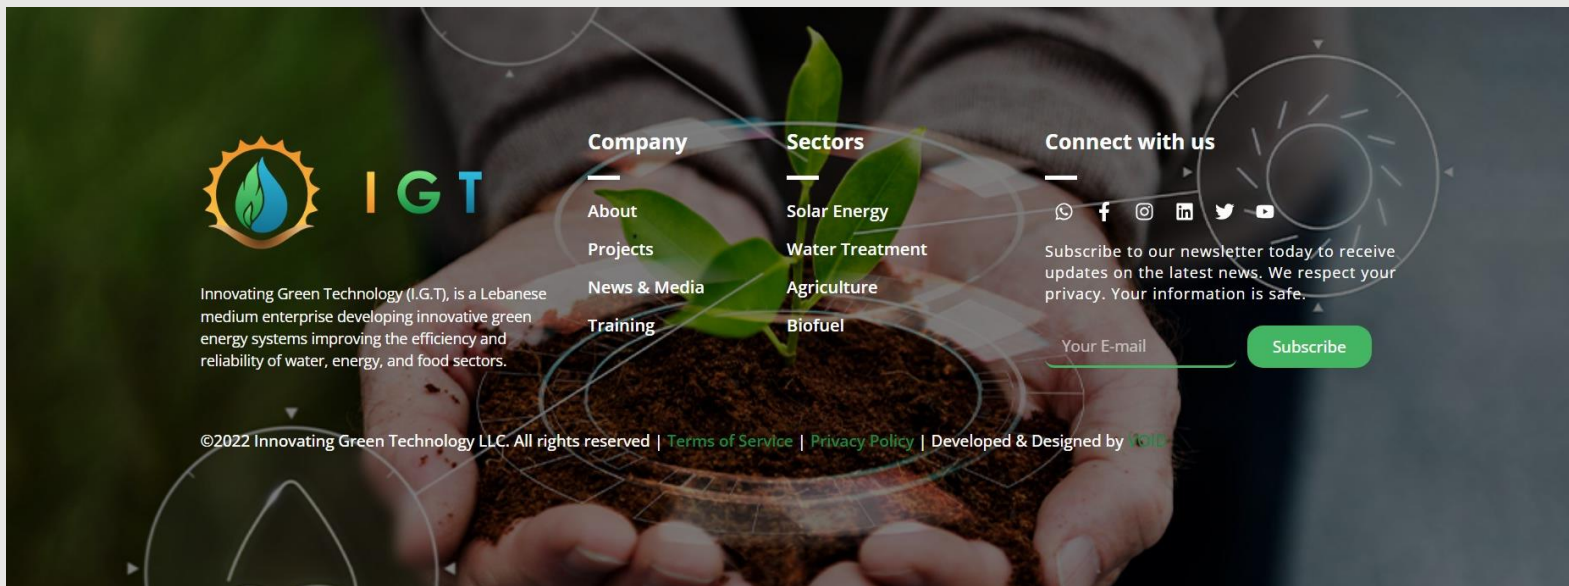 IGT
Innovating Green Technology (I.G.T), is a Lebanese
medium enterprise developing innovative green
energy systems improving the efficiency and
reliability of water, energy, and food sectors.
Company
About
Projects
News & Media
Training
Sectors
Solar Energy
Water Treatment
Agriculture
Biofuel
Connect with us
Subscribe to our newsletter today to receive
updates on the latest news. We respect your
privacy. Your information is safe.
Your E-mail
Subscribe
©2022 Innovating Green Technology LLC. All rights reserved | Terms of Service | Privacy Policy | Developed & Designed by